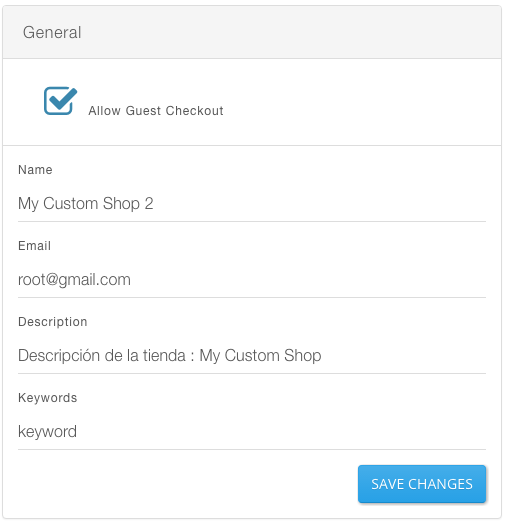 General
Allow Guest Checkout
Name
My Custom Shop 2
Email
root@gmail.com
Description
Descripción de la tienda : My Custom Shop
Keywords
keyword
SAVE CHANGES